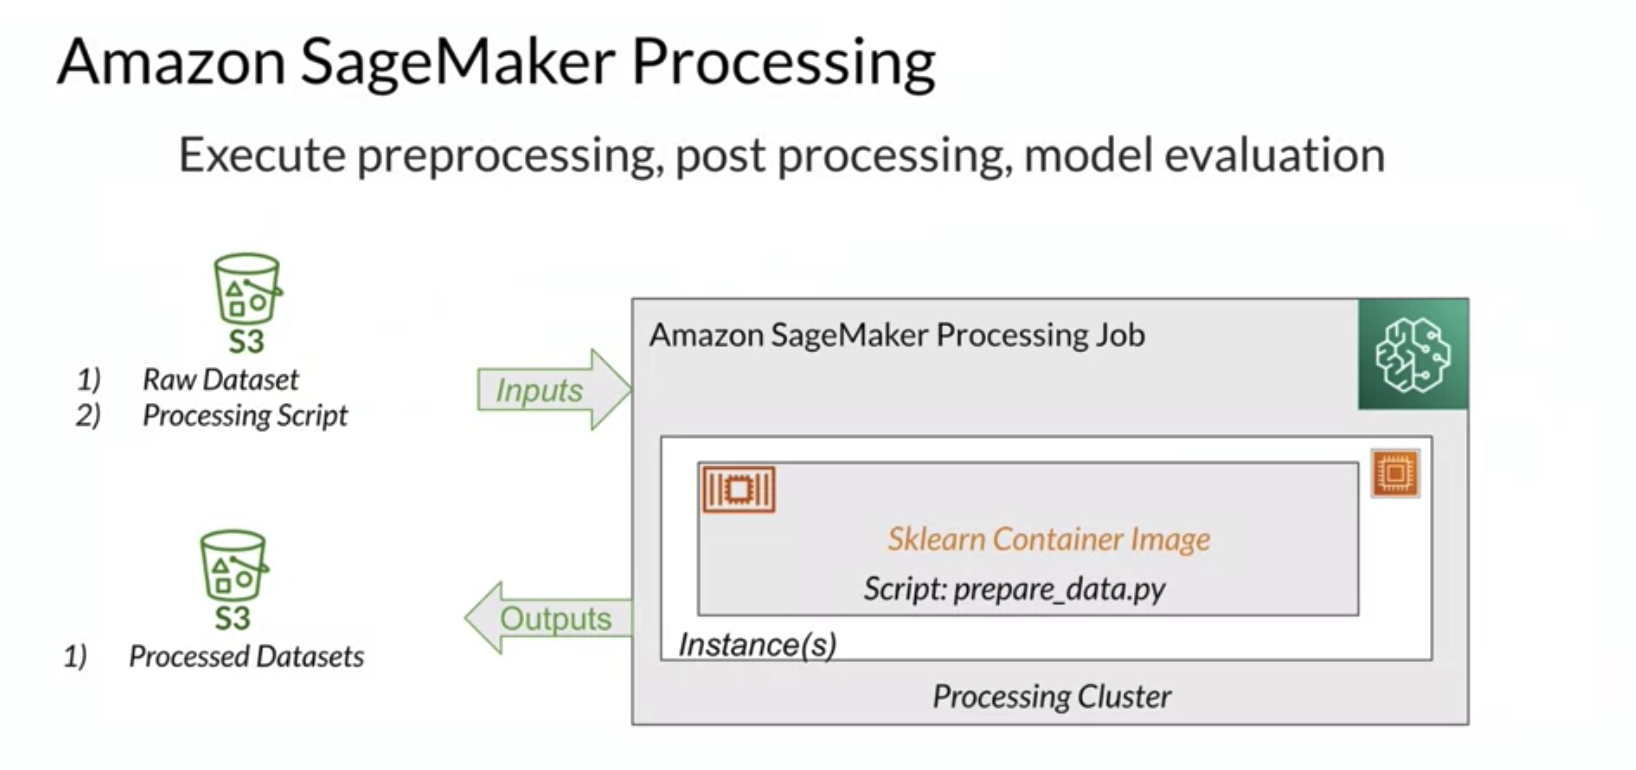 Amazon SageMaker Processing
Execute preprocessing, post processing, model evaluation
S3
1) Raw Dataset
2) Processing Script
Inputs
Amazon SageMaker Processing Job
Sklearn Container Image
Script: prepare_data.py
Instance(s)
Processing Cluster
Outputs
S3
1) Processed Datasets